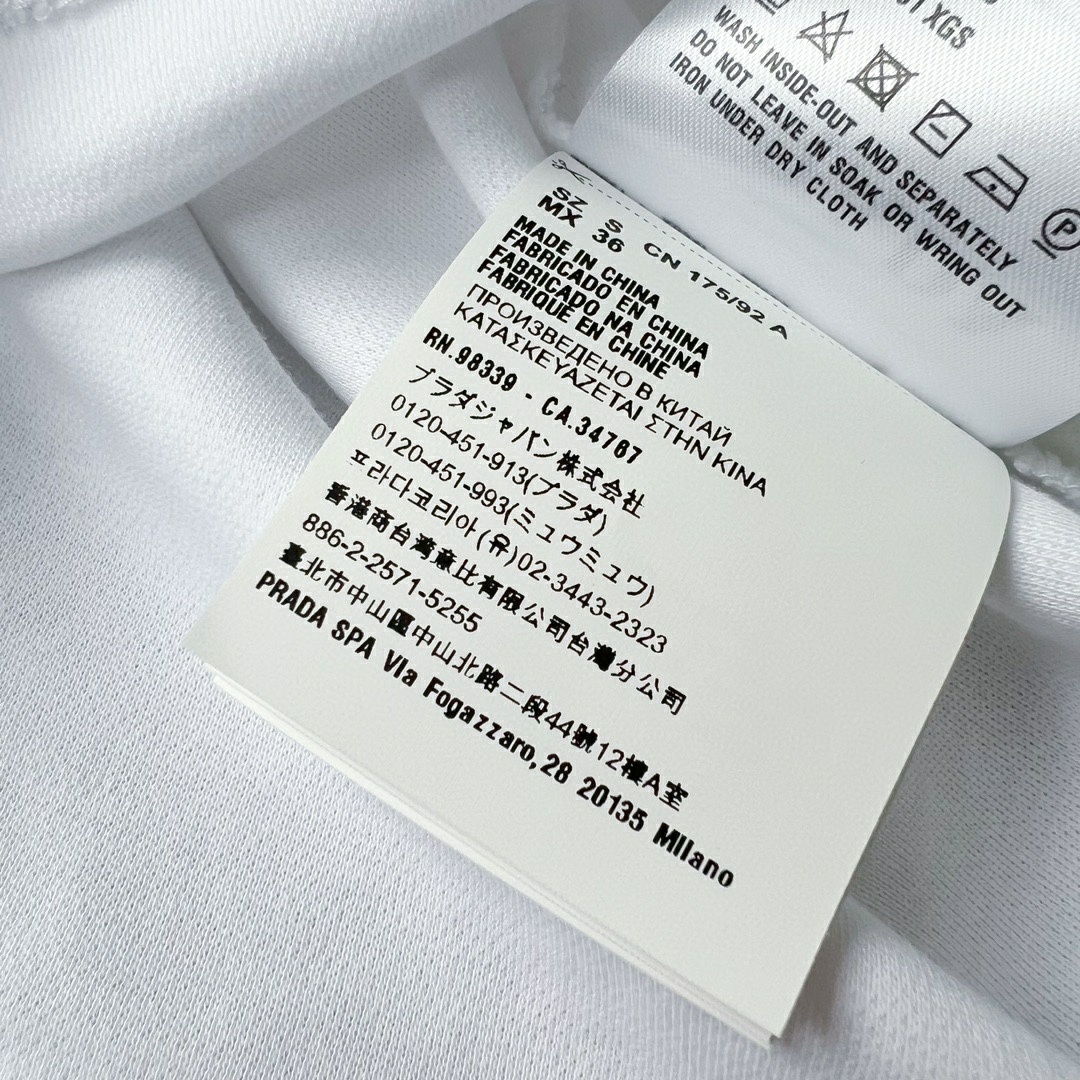 XGS
WASH INSIDE-OUT AND SEPARATELY
DO NOT LEAVE IN SOAK OR WRING OUT
IRON UNDER DRY CLOTH
P
SZ S CN 175/92 A
MX 36
MADE IN CHINA
FABRICADO EN CHINA
FABRICADO NA CHINA
FABRIQUE EN CHINE
ПРОИЗВЕДЕНО В КИТАЙ
ΚΑΤΑΣΚΕΥΑΖΕΤΑΙ ΣΤΗΝ ΚΙΝΑ
RN.98339 - CA.34767
プラダジャパン株式会社
0120-451-913(プラダ)
0120-451-993(ミュウミュウ)
프라다코리아(유)02-3443-2323
香港商台灣意比有限公司台灣分公司
886-2-2571-5255
臺北市中山區中山北路二段44號12樓A室
PRADA SPA VIa Fogazzaro,28 20135 MIlano